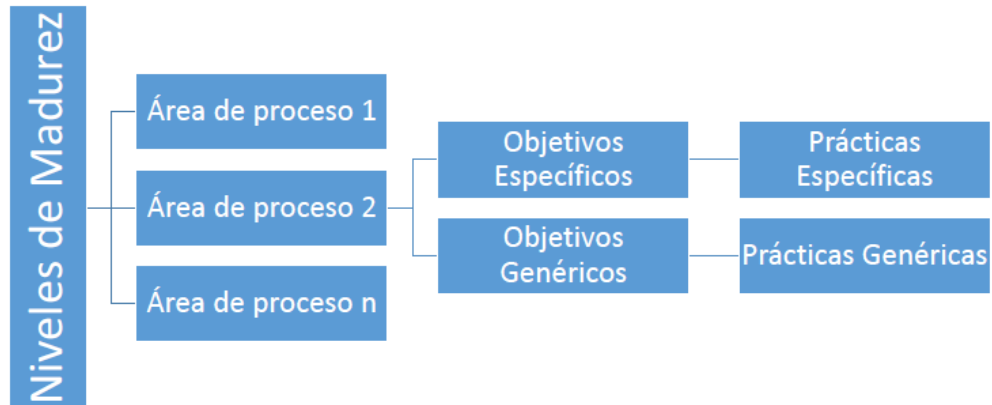 Niveles de Madurez
Área de proceso 1
Área de proceso 2
Área de proceso n
Objetivos
Específicos
Objetivos
Genéricos
Prácticas
Específicas
Prácticas Genéricas